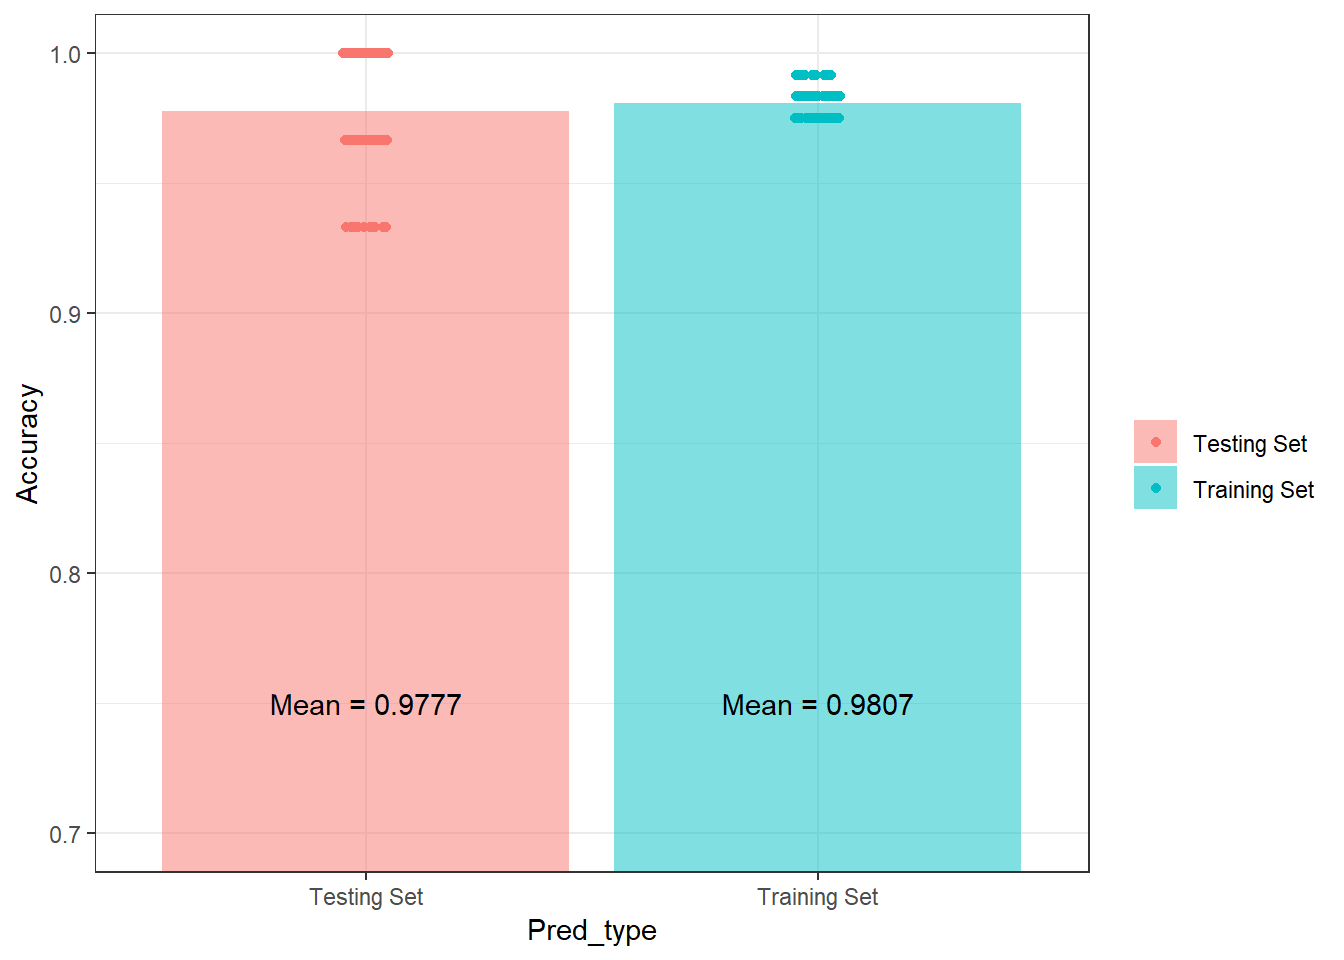 1.0
0.9
0.8
0.7
Accuracy
Mean = 0.9777
Mean = 0.9807
Testing Set
Training Set
Pred_type
Testing Set
Training Set